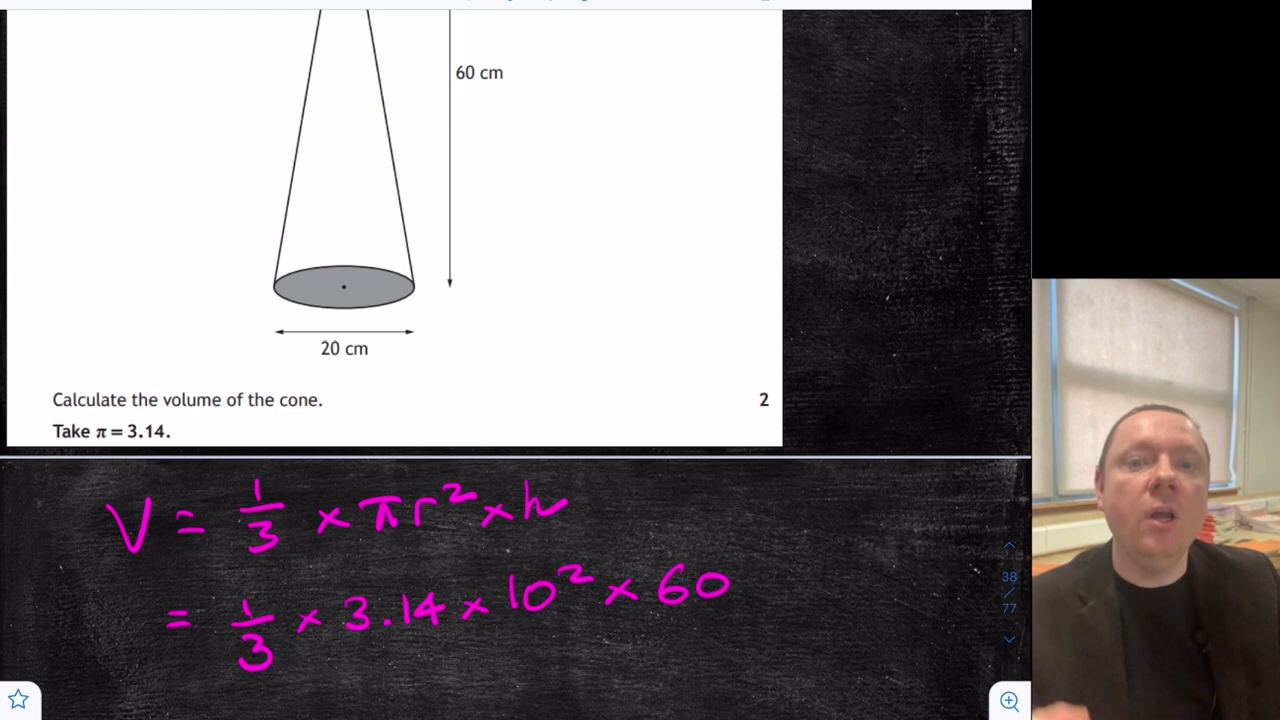 60 cm
20 cm
Calculate the volume of the cone. 2
Take π = 3.14.
V = 1/3 × πr² × h
= 1/3 × 3.14 × 10² × 60
38
/
77